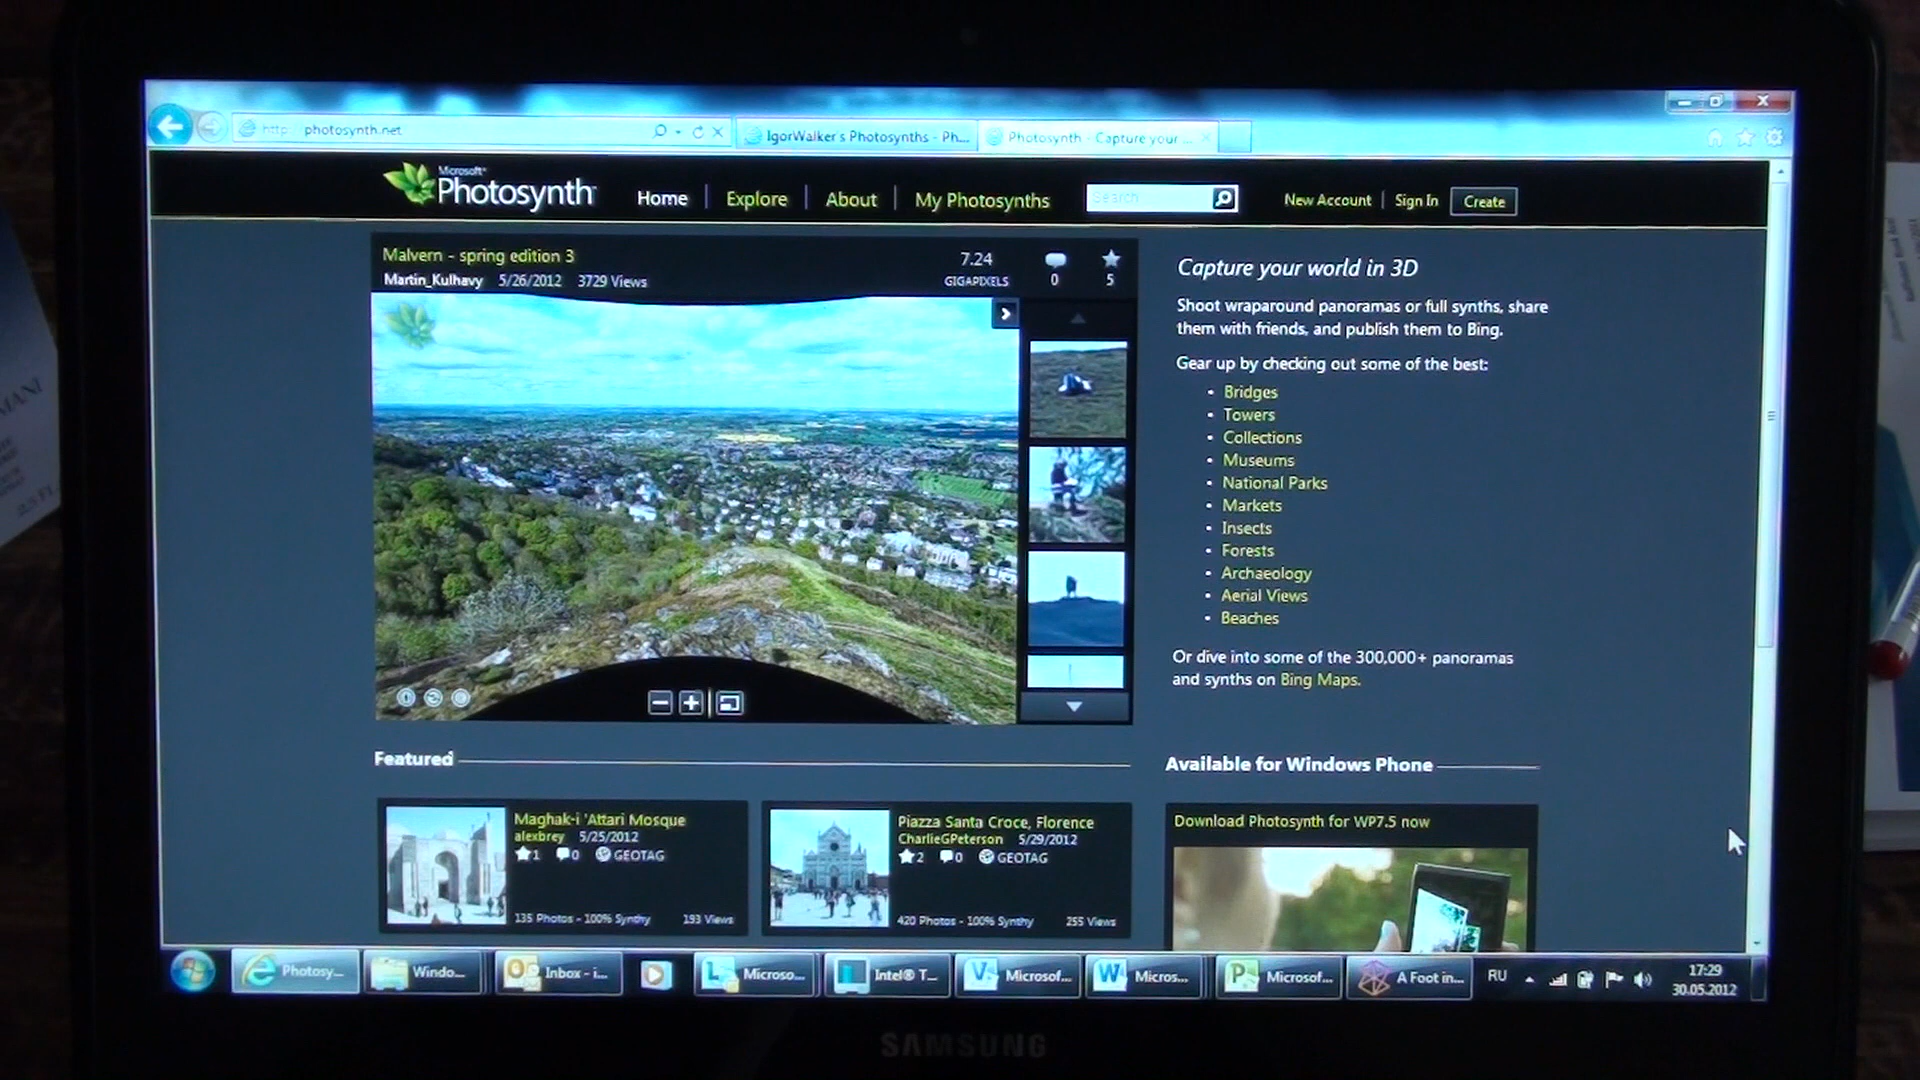 http photosynth.net
IgorWalker's Photosynths - Ph...
Photosynth - Capture your ...
Microsoft®
Photosynth™
Home
Explore
About
My Photosynths
Search
New Account
Sign In
Create
Malvern - spring edition 3
Martin_Kulhavy 5/26/2012 3729 Views
7.24
GIGAPIXELS
0
5
Capture your world in 3D
Shoot wraparound panoramas or full synths, share
them with friends, and publish them to Bing.
Gear up by checking out some of the best:
• Bridges
• Towers
• Collections
• Museums
• National Parks
• Markets
• Insects
• Forests
• Archaeology
• Aerial Views
• Beaches
Or dive into some of the 300,000+ panoramas
and synths on Bing Maps.
Featured
Maghak-i 'Attari Mosque
alexbrey 5/25/2012
1 0 GEOTAG
135 Photos - 100% Synthy 193 Views
Piazza Santa Croce, Florence
CharlieGPeterson 5/29/2012
2 0 GEOTAG
420 Photos - 100% Synthy 255 Views
Available for Windows Phone
Download Photosynth for WP7.5 now
Photosy...
Windo...
Inbox - i...
Microso...
Intel® T...
Microsof...
Micros...
Microsof...
A Foot in...
RU
17:29
30.05.2012
SAMSUNG
MANI